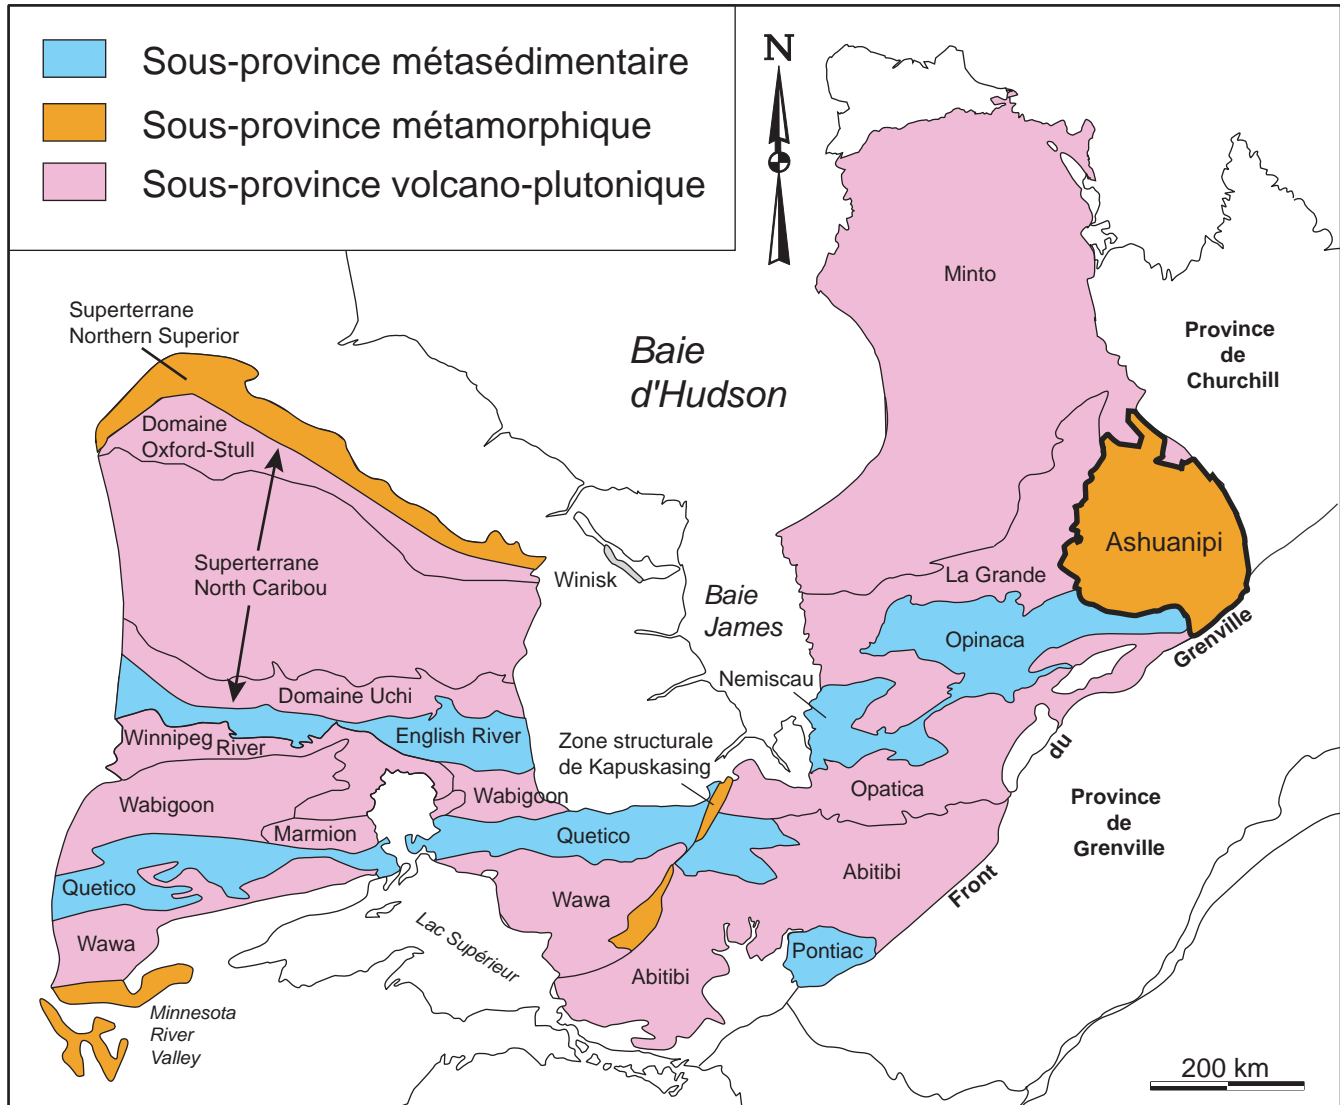 Sous-province métasédimentaire
Sous-province métamorphique
Sous-province volcano-plutonique
N
Minto
Superterrane
Northern Superior
Baie
d'Hudson
Province
de
Churchill
Domaine
Oxford-Stull
Ashuanipi
Superterrane
North Caribou
Winisk
La Grande
Baie
James
Opinaca
Grenville
Nemiscau
Domaine Uchi
Winnipeg
River
English River
Zone structurale
de Kapuskasing
du
Opatica
Wabigoon
Wabigoon
Province
de
Grenville
Marmion
Quetico
Abitibi
Quetico
Wawa
Front
Lac Supérieur
Wawa
Pontiac
Abitibi
Minnesota
River
Valley
200 km